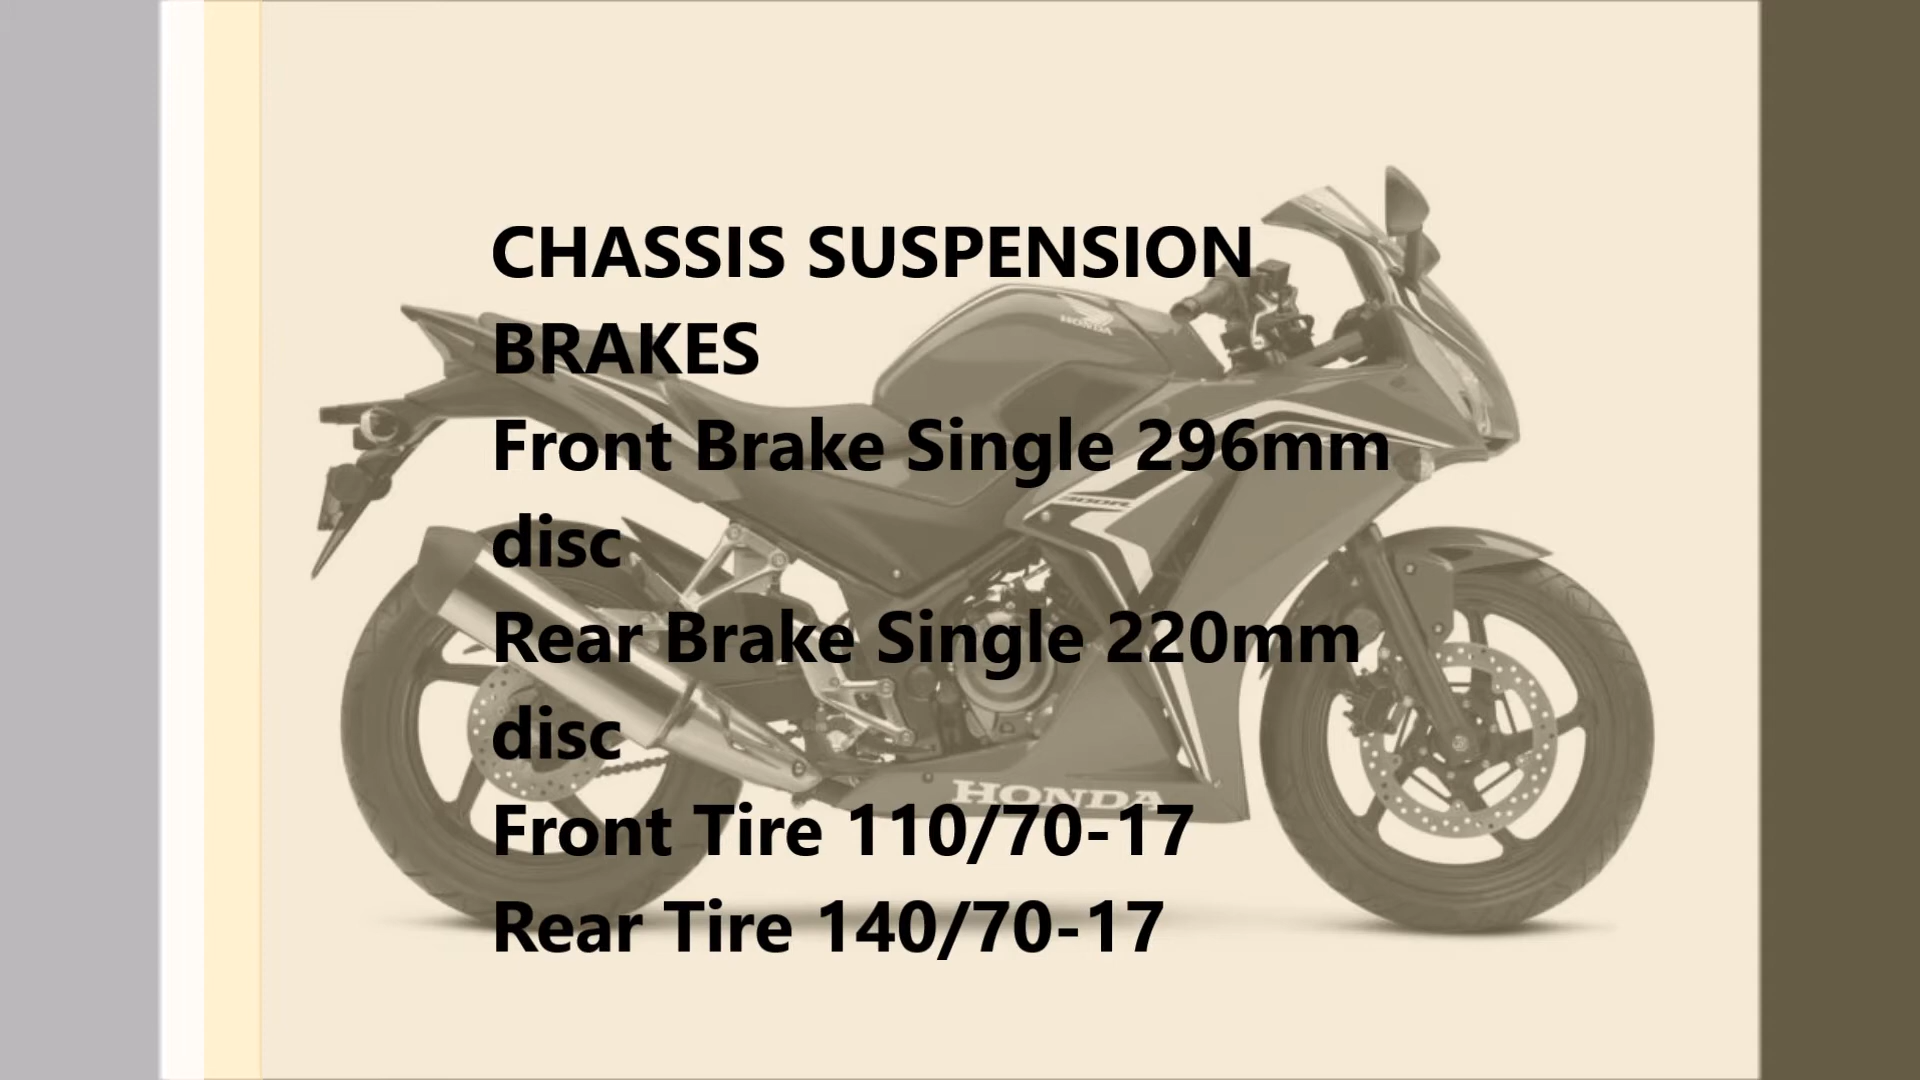 CHASSIS SUSPENSION
BRAKES
Front Brake Single 296mm
disc
Rear Brake Single 220mm
disc
Front Tire 110/70-17
Rear Tire 140/70-17
HONDA
300R
HONDA